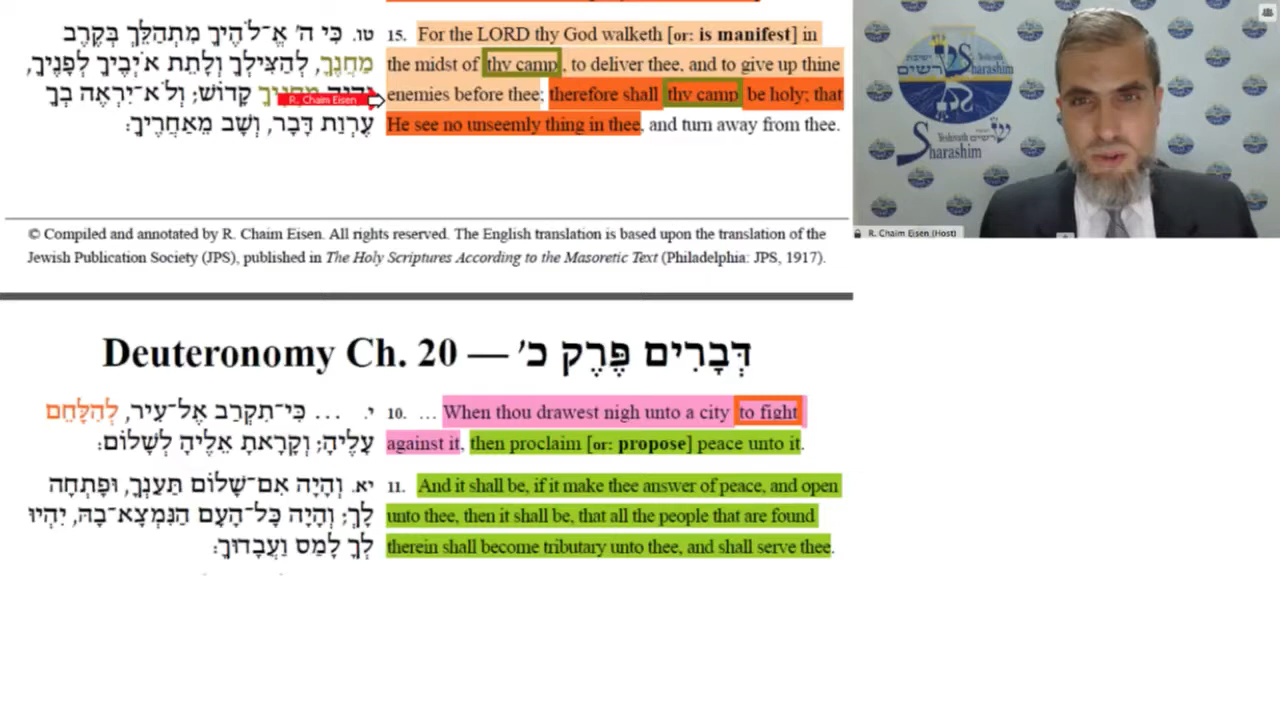 טו. כִּי ה' אֱ־לֹהֶיךָ מִתְהַלֵּךְ בְּקֶרֶב
מַחֲנֶךָ, לְהַצִּילְךָ וְלָתֵת אֹיְבֶיךָ לְפָנֶיךָ,
קָדוֹשׁ; וְלֹא־יִרְאֶה בְךָ
עֶרְוַת דָּבָר, וְשָׁב מֵאַחֲרֶיךָ:
R. Chaim Eisen
15. For the LORD thy God walketh [or: is manifest] in
the midst of thy camp, to deliver thee, and to give up thine
enemies before thee; therefore shall thy camp be holy; that
He see no unseemly thing in thee, and turn away from thee.
© Compiled and annotated by R. Chaim Eisen. All rights reserved. The English translation is based upon the translation of the
Jewish Publication Society (JPS), published in The Holy Scriptures According to the Masoretic Text (Philadelphia: JPS, 1917).
Deuteronomy Ch. 20 — דְּבָרִים פֶּרֶק כ'
י. ... כִּי־תִקְרַב אֶל־עִיר, לְהִלָּחֵם
עָלֶיהָ; וְקָרָאתָ אֵלֶיהָ לְשָׁלוֹם:
10. ... When thou drawest nigh unto a city to fight
against it, then proclaim [or: propose] peace unto it.
יא. וְהָיָה אִם־שָׁלוֹם תַּעַנְךָ, וּפָתְחָה
לָךְ; וְהָיָה כָּל־הָעָם הַנִּמְצָא־בָהּ, יִהְיוּ
לְךָ לָמַס וַעֲבָדוּךָ:
11. And it shall be, if it make thee answer of peace, and open
unto thee, then it shall be, that all the people that are found
therein shall become tributary unto thee, and shall serve thee.
ישיבת
שרשים
Yeshivath
Sharashim
R. Chaim Eisen (Host)